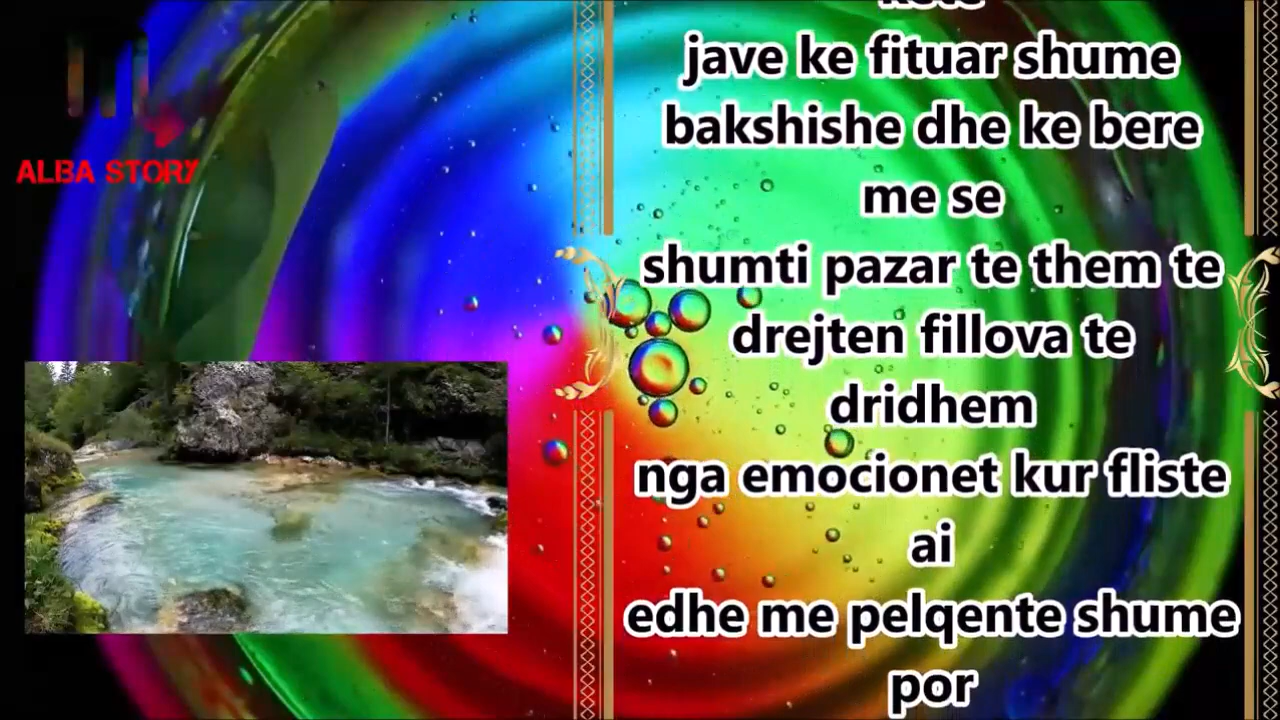 ALBA STORY
jave ke fituar shume
bakshishe dhe ke bere
me se
shumti pazar te them te
drejten fillova te
dridhem
nga emocionet kur fliste
ai
edhe me pelqente shume
por